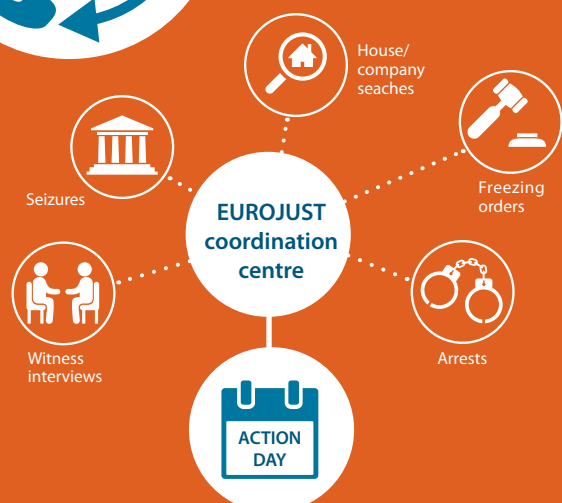 House/
company
seaches
Seizures
Freezing
orders
EUROJUST
coordination
centre
Witness
interviews
Arrests
ACTION
DAY